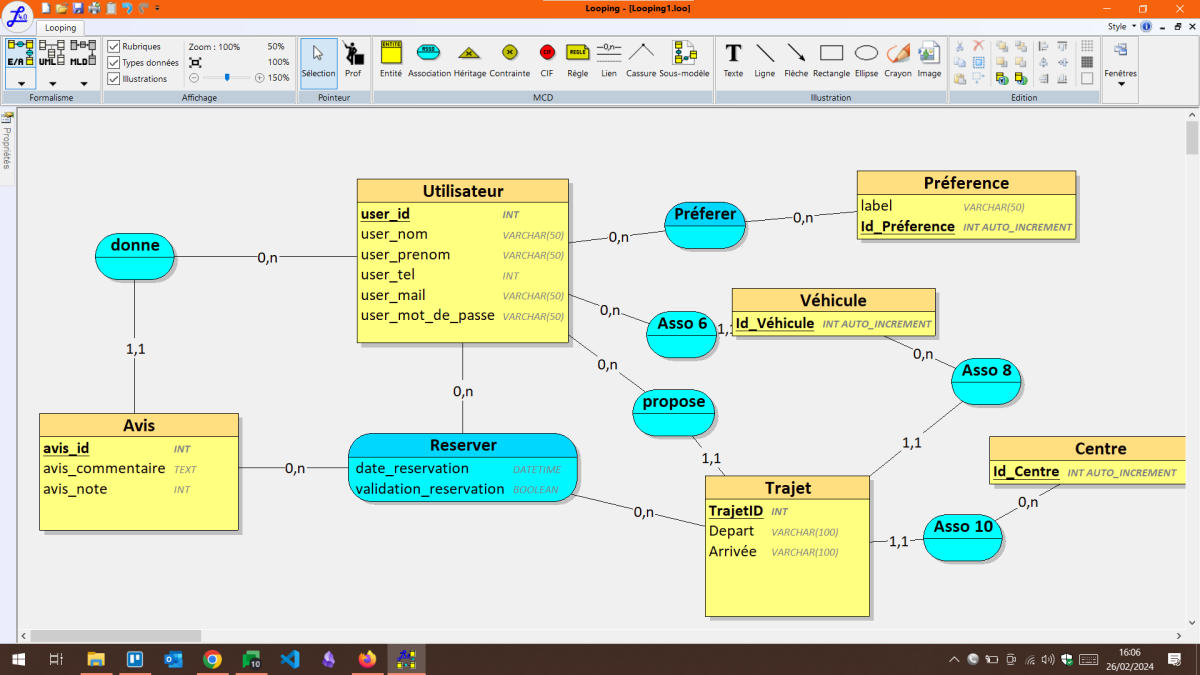 Looping - [Looping1.loo]
Looping
Style
E/A
UML
MLD
Rubriques
Types données
Illustrations
Zoom : 100%
50%
100%
150%
Sélection
Prof
ENTITÉ
Entité
ASSO
Association
Héritage
Contrainte
CIF
CIF
RÈGLE
Règle
-0,n-
Lien
Cassure
Sous-modèle
T
Texte
Ligne
Flèche
Rectangle
Ellipse
Crayon
Image
Fenêtres
Formalisme
Affichage
Pointeur
MCD
Illustration
Edition
Propriétés
Utilisateur
user_id INT
user_nom VARCHAR(50)
user_prenom VARCHAR(50)
user_tel INT
user_mail VARCHAR(50)
user_mot_de_passe VARCHAR(50)
Préference
label VARCHAR(50)
Id_Préference INT AUTO_INCREMENT
Préferer
0,n
0,n
donne
0,n
1,1
Véhicule
Id_Véhicule INT AUTO_INCREMENT
Asso 6
0,n
1,1
Asso 8
0,n
1,1
propose
0,n
1,1
0,n
Avis
avis_id INT
avis_commentaire TEXT
avis_note INT
0,n
Reserver
date_reservation DATETIME
validation_reservation BOOLEAN
0,n
Centre
Id_Centre INT AUTO_INCREMENT
0,n
Asso 10
1,1
Trajet
TrajetID INT
Depart VARCHAR(100)
Arrivée VARCHAR(100)
10
16:06
26/02/2024